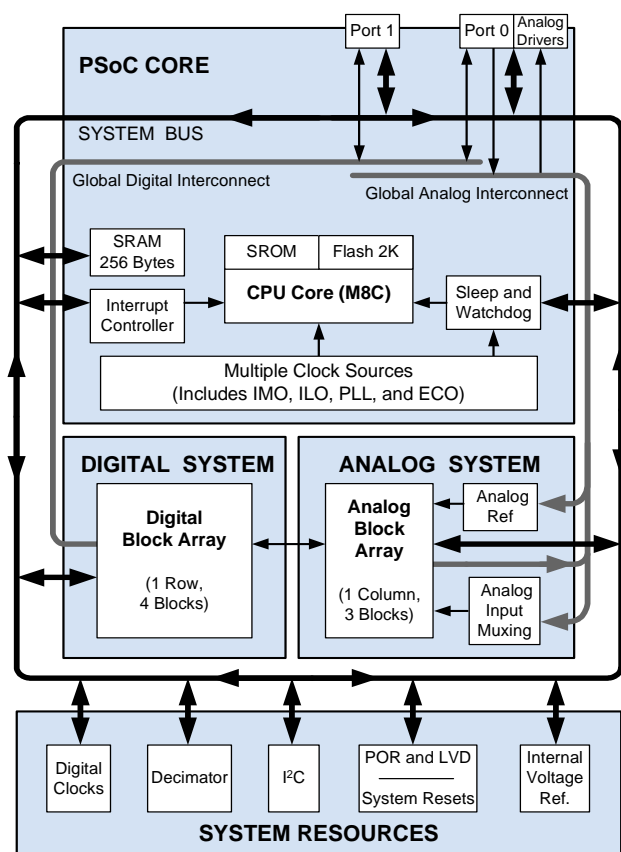 Port 1
Port 0
Analog
Drivers
PSoC CORE
SYSTEM BUS
Global Digital Interconnect
Global Analog Interconnect
SRAM
256 Bytes
SROM
Flash 2K
CPU Core (M8C)
Interrupt
Controller
Sleep and
Watchdog
Multiple Clock Sources
(Includes IMO, ILO, PLL, and ECO)
DIGITAL SYSTEM
Digital
Block Array
(1 Row,
4 Blocks)
ANALOG SYSTEM
Analog
Block
Array
(1 Column,
3 Blocks)
Analog
Ref
Analog
Input
Muxing
Digital
Clocks
Decimator
I²C
POR and LVD
System Resets
Internal
Voltage
Ref.
SYSTEM RESOURCES